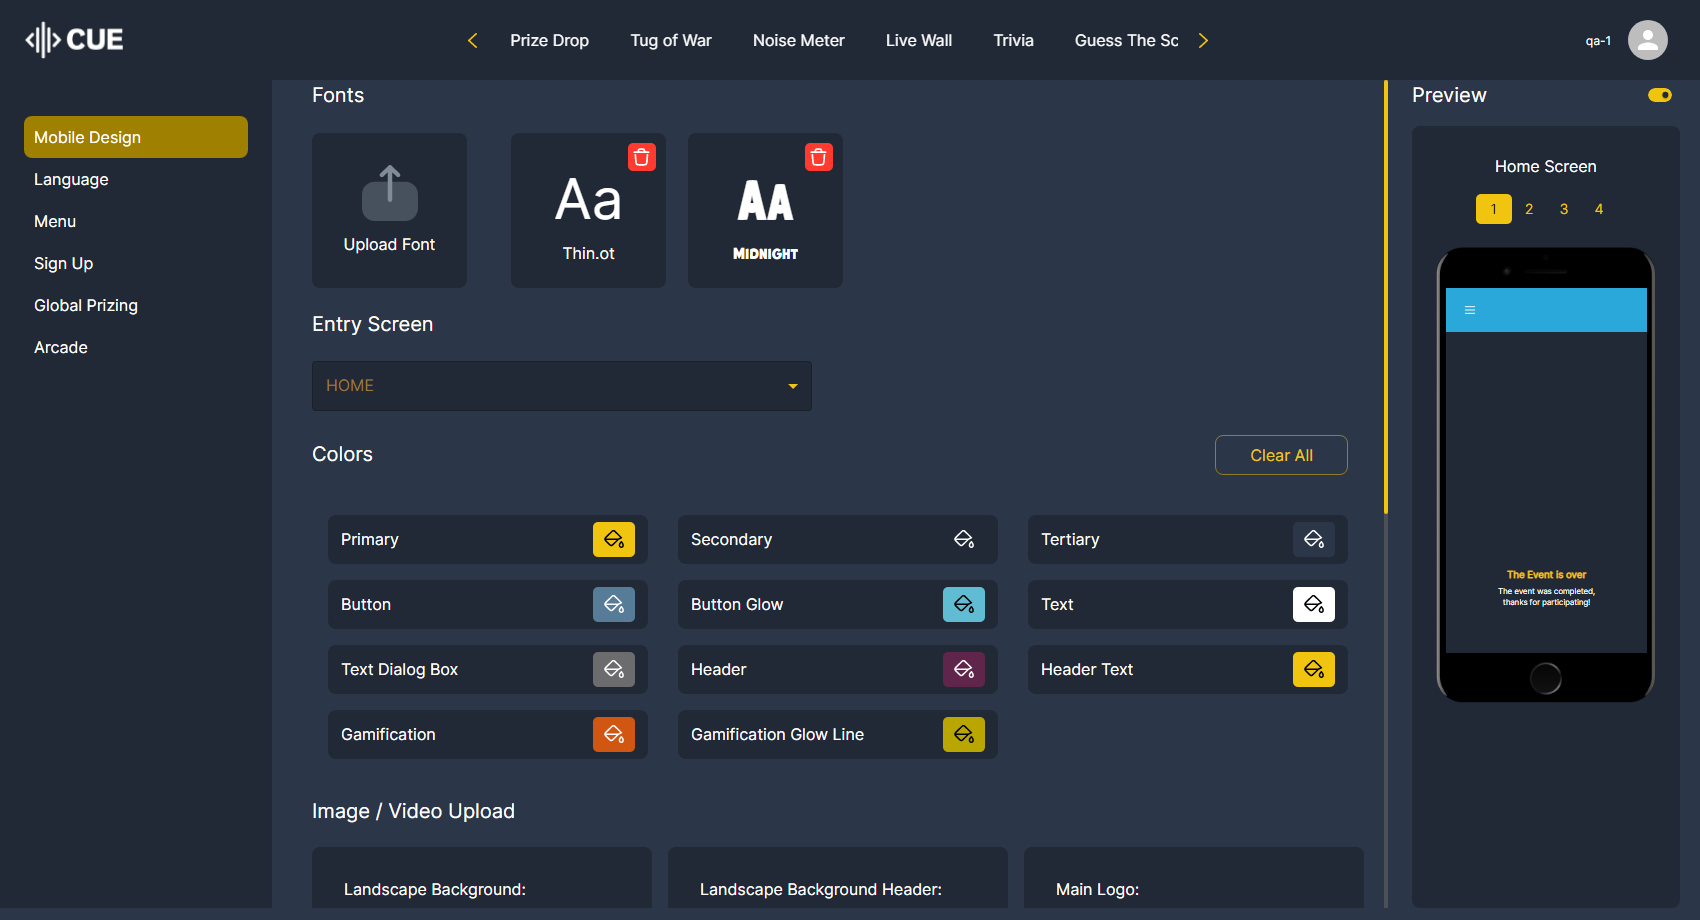 CUE
Prize Drop
Tug of War
Noise Meter
Live Wall
Trivia
Guess The Sc
qa-1
Mobile Design
Language
Menu
Sign Up
Global Prizing
Arcade
Fonts
Upload Font
Aa
Thin.ot
AA
MIDNIGHT
Entry Screen
HOME
Colors
Clear All
Primary
Secondary
Tertiary
Button
Button Glow
Text
Text Dialog Box
Header
Header Text
Gamification
Gamification Glow Line
Image / Video Upload
Landscape Background:
Landscape Background Header:
Main Logo:
Preview
Home Screen
1 2 3 4
The Event is over
The event was completed,
thanks for participating!